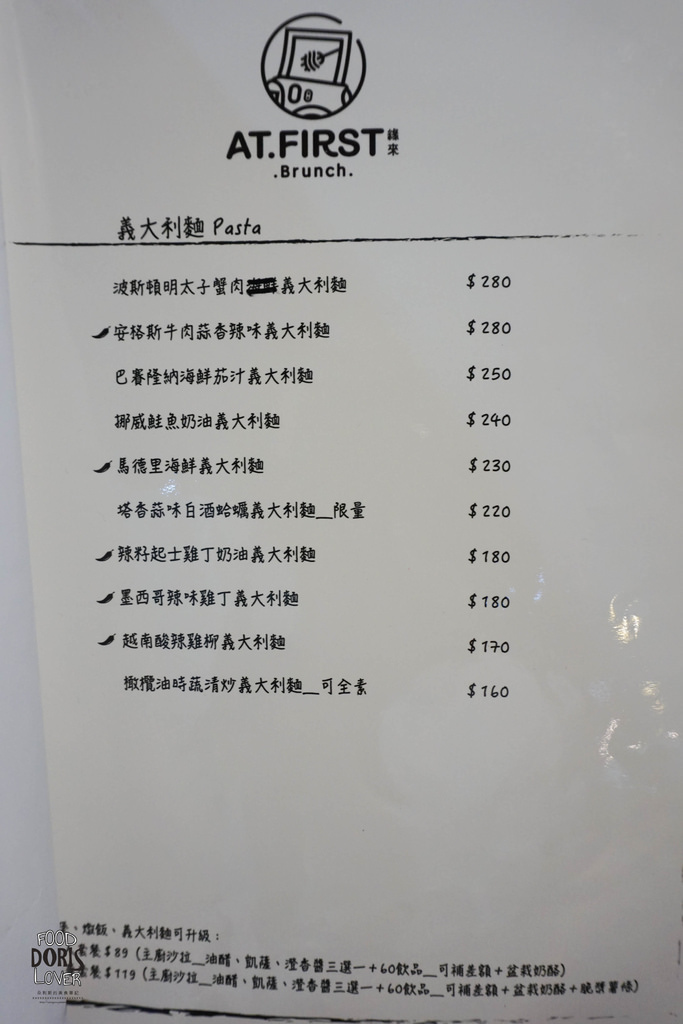 AT.FIRST 緣來
.Brunch.
義大利麵 Pasta
波斯頓明太子蟹肉義大利麵 $280
安格斯牛肉蒜香辣味義大利麵 $280
巴賽隆納海鮮茄汁義大利麵 $250
挪威鮭魚奶油義大利麵 $240
馬德里海鮮義大利麵 $230
塔香蒜味白酒蛤蠣義大利麵__限量 $220
辣籽起士雞丁奶油義大利麵 $180
墨西哥辣味雞丁義大利麵 $180
越南酸辣雞柳義大利麵 $170
橄欖油時蔬清炒義大利麵__可全素 $160
、燉飯、義大利麵可升級：
套餐$89 (主廚沙拉__油醋、凱薩、澄香醬三選一+60飲品__可補差額+盆栽奶酪)
套餐$119 (主廚沙拉__油醋、凱薩、澄香醬三選一+60飲品__可補差額+盆栽奶酪+脆漿薯條)
FOOD
DORIS
LOVER